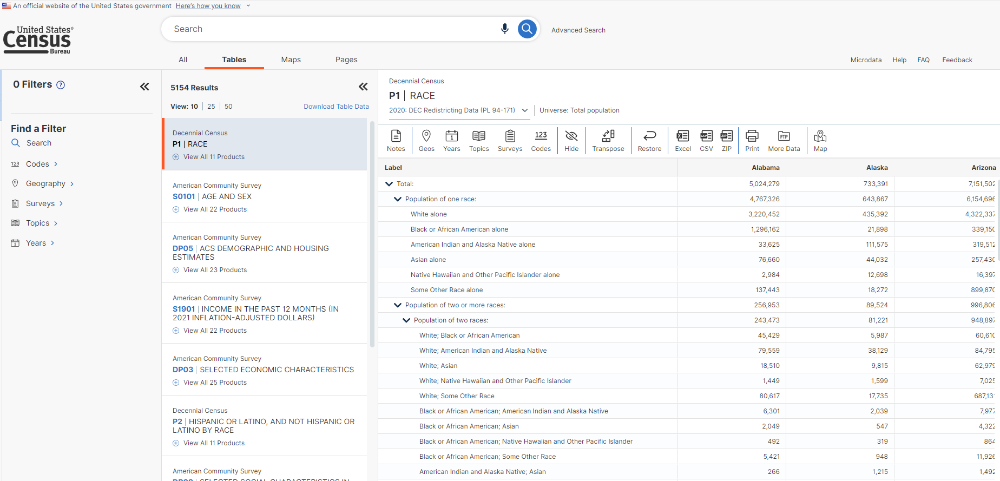 An official website of the United States government Here's how you know
United States®
Census
Bureau
Search
Advanced Search
All Tables Maps Pages
Microdata Help FAQ Feedback
0 Filters ?
Find a Filter
Search
123 Codes
Geography
Surveys
Topics
1 Years
5154 Results
View: 10 | 25 | 50 Download Table Data
Decennial Census
P1 | RACE
View All 11 Products
American Community Survey
S0101 | AGE AND SEX
View All 22 Products
American Community Survey
DP05 | ACS DEMOGRAPHIC AND HOUSING
ESTIMATES
View All 23 Products
American Community Survey
S1901 | INCOME IN THE PAST 12 MONTHS (IN
2021 INFLATION-ADJUSTED DOLLARS)
View All 22 Products
American Community Survey
DP03 | SELECTED ECONOMIC CHARACTERISTICS
View All 25 Products
Decennial Census
P2 | HISPANIC OR LATINO, AND NOT HISPANIC OR
LATINO BY RACE
View All 11 Products
American Community Survey
Decennial Census
P1 | RACE
2020: DEC Redistricting Data (PL 94-171) | Universe: Total population
1 123 X CSV ZIP FTP
Notes Geos Years Topics Surveys Codes Hide Transpose Restore Excel CSV ZIP Print More Data Map
Label Alabama Alaska Arizona
Total: 5,024,279 733,391 7,151,502
Population of one race: 4,767,326 643,867 6,154,696
White alone 3,220,452 435,392 4,322,337
Black or African American alone 1,296,162 21,898 339,150
American Indian and Alaska Native alone 33,625 111,575 319,512
Asian alone 76,660 44,032 257,430
Native Hawaiian and Other Pacific Islander alone 2,984 12,698 16,397
Some Other Race alone 137,443 18,272 899,870
Population of two or more races: 256,953 89,524 996,806
Population of two races: 243,473 81,221 948,897
White; Black or African American 45,429 5,987 60,610
White; American Indian and Alaska Native 79,559 38,129 84,795
White; Asian 18,510 9,815 62,979
White; Native Hawaiian and Other Pacific Islander 1,449 1,599 7,025
White; Some Other Race 80,617 17,735 687,131
Black or African American; American Indian and Alaska Native 6,301 2,039 7,977
Black or African American; Asian 2,049 547 4,322
Black or African American; Native Hawaiian and Other Pacific Islander 492 319 864
Black or African American; Some Other Race 5,421 948 11,926
American Indian and Alaska Native; Asian 266 1,215 1,492